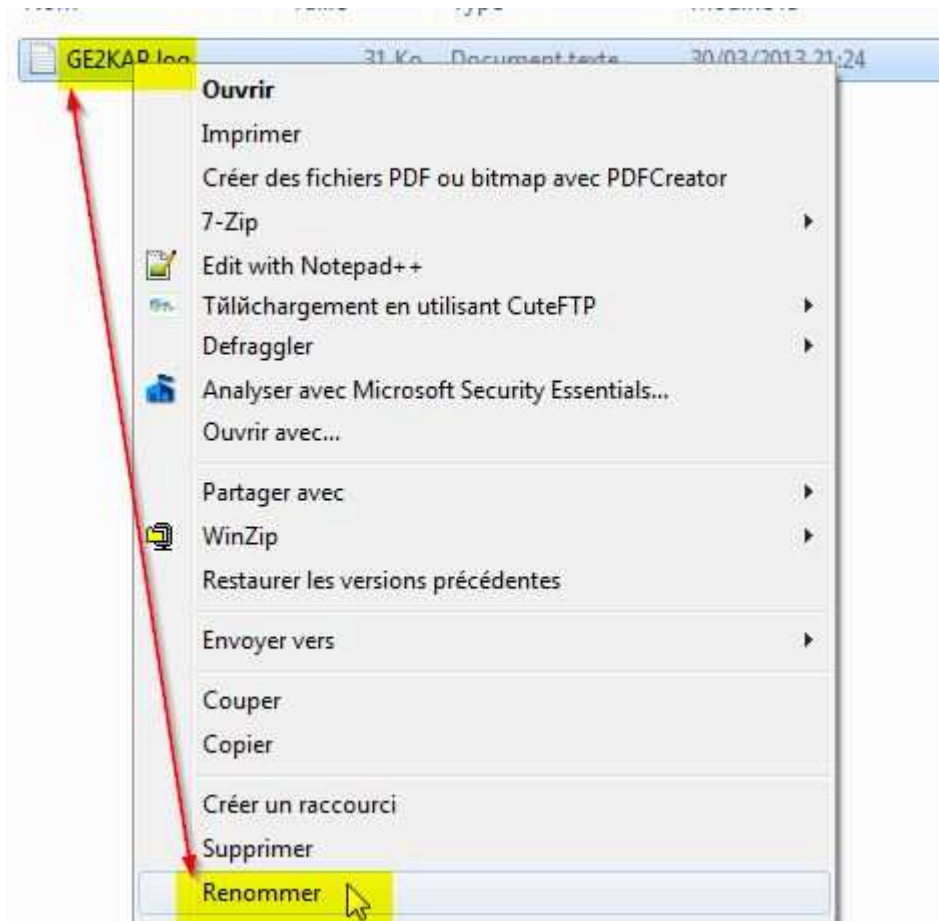 GE2KAP.log 31 Ko Document texte 30/03/2013 21:24
Ouvrir
Imprimer
Créer des fichiers PDF ou bitmap avec PDFCreator
7-Zip
Edit with Notepad++
Tйlйchargement en utilisant CuteFTP
Defraggler
Analyser avec Microsoft Security Essentials...
Ouvrir avec...
Partager avec
WinZip
Restaurer les versions précédentes
Envoyer vers
Couper
Copier
Créer un raccourci
Supprimer
Renommer